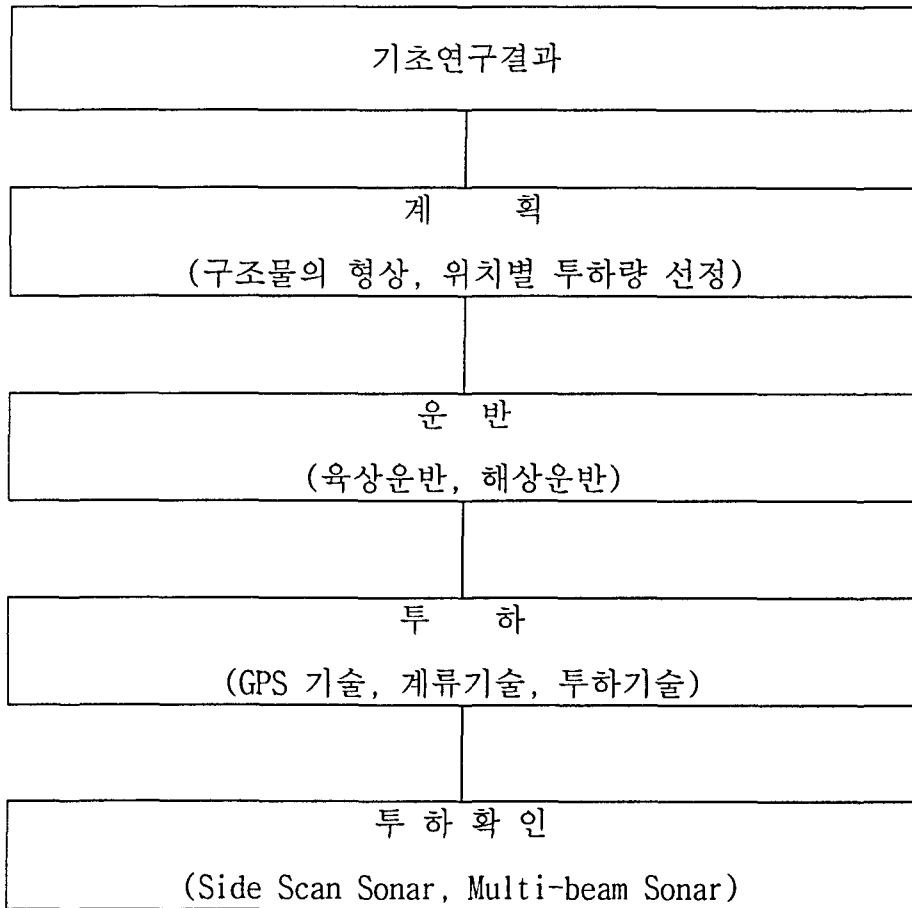 기초연구결과
계 획
(구조물의 형상, 위치별 투하량 선정)
운 반
(육상운반, 해상운반)
투 하
(GPS 기술, 계류기술, 투하기술)
투 하 확 인
(Side Scan Sonar, Multi-beam Sonar)